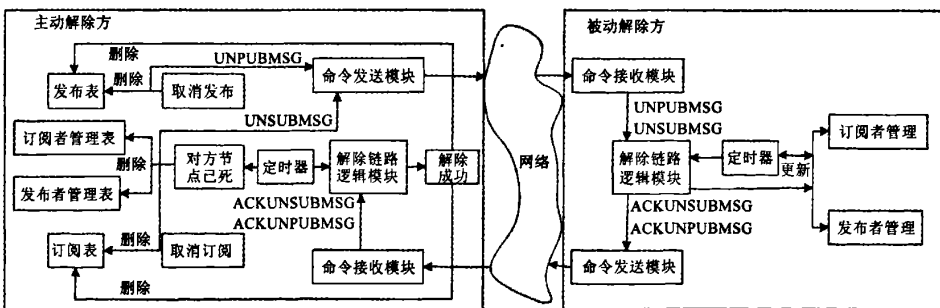 主动解除方
被动解除方
删除
UNPUBMSG
发布表
删除
取消发布
命令发送模块
命令接收模块
UNSUBMSG
UNPUBMSG
UNSUBMSG
订阅者管理表
删除
对方节
点已死
定时器
解除链路
逻辑模块
解除
成功
网络
解除链路
逻辑模块
定时器
更新
订阅者管理
发布者管理表
ACKUNSUBMSG
ACKUNPUBMSG
ACKUNSUBMSG
ACKUNPUBMSG
发布者管理
订阅表
删除
取消订阅
命令接收模块
命令发送模块
删除